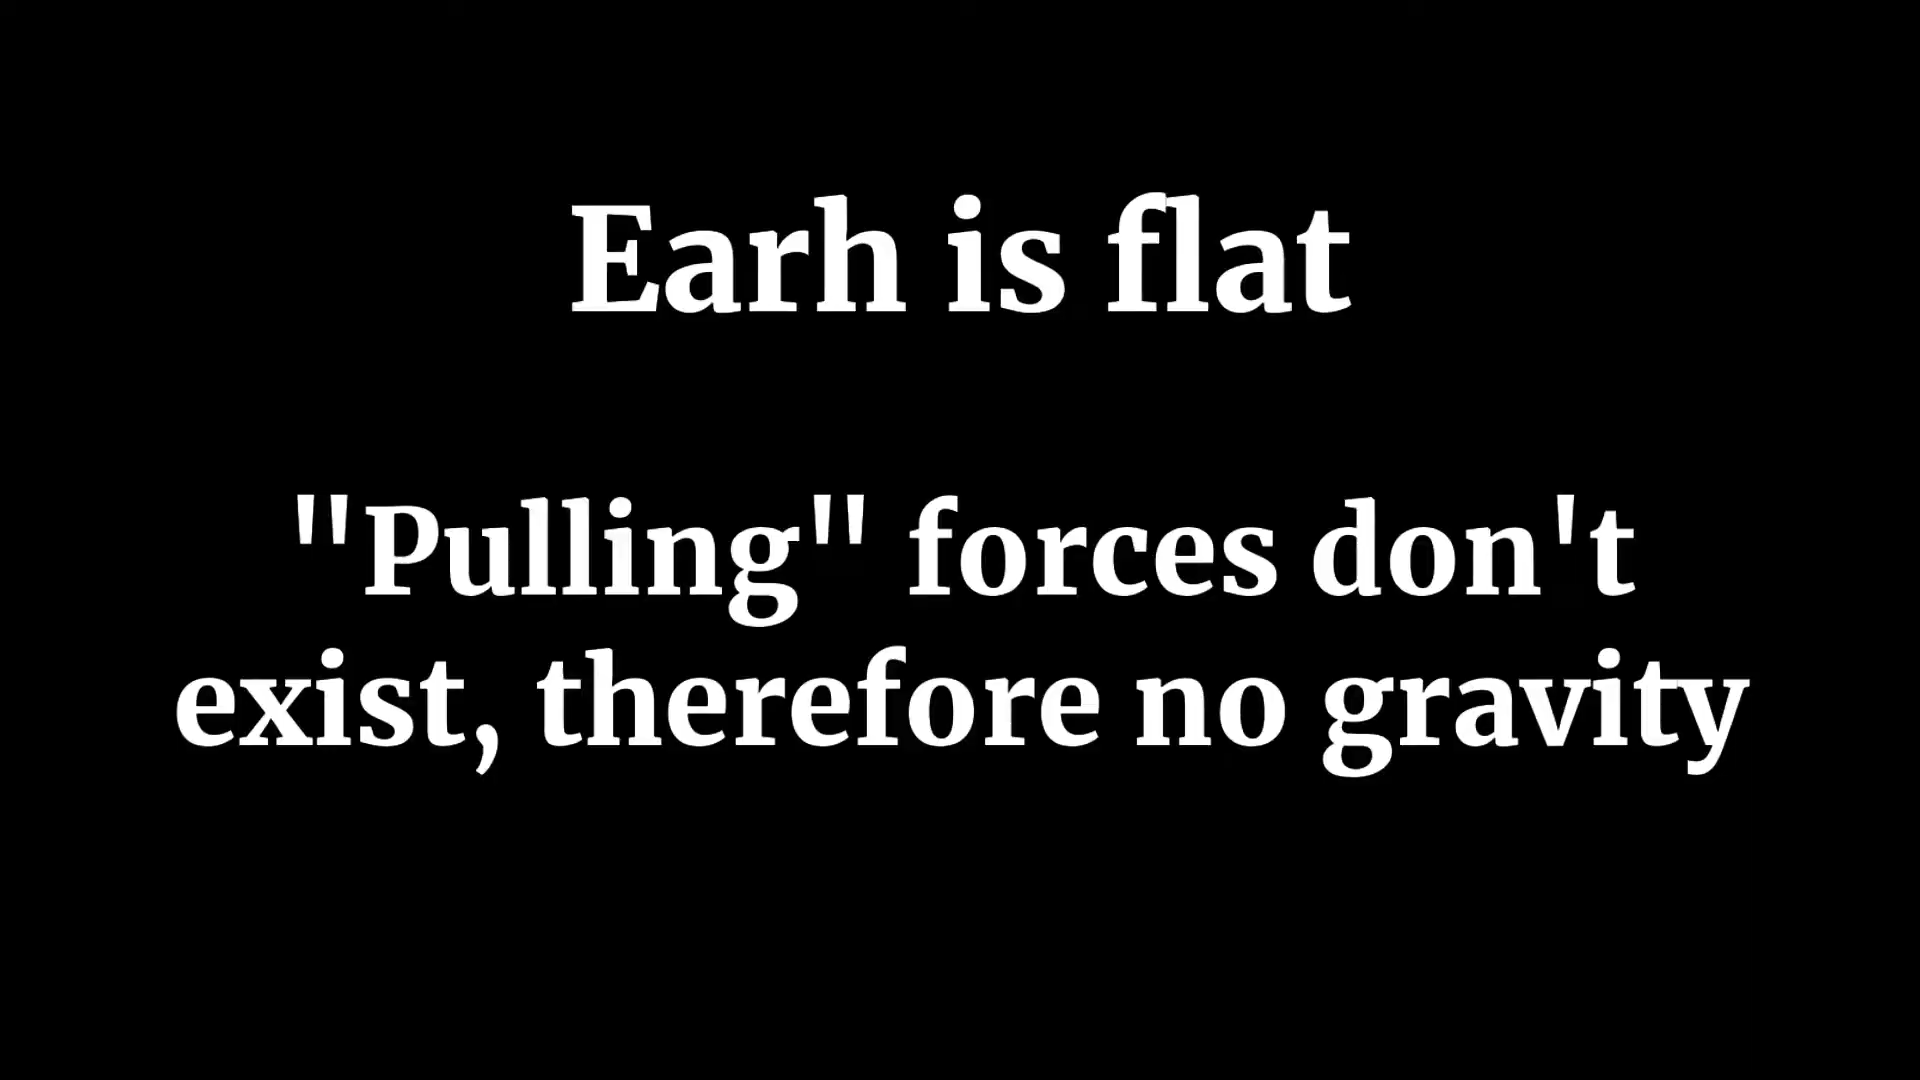 Earh is flat
"Pulling" forces don't
exist, therefore no gravity